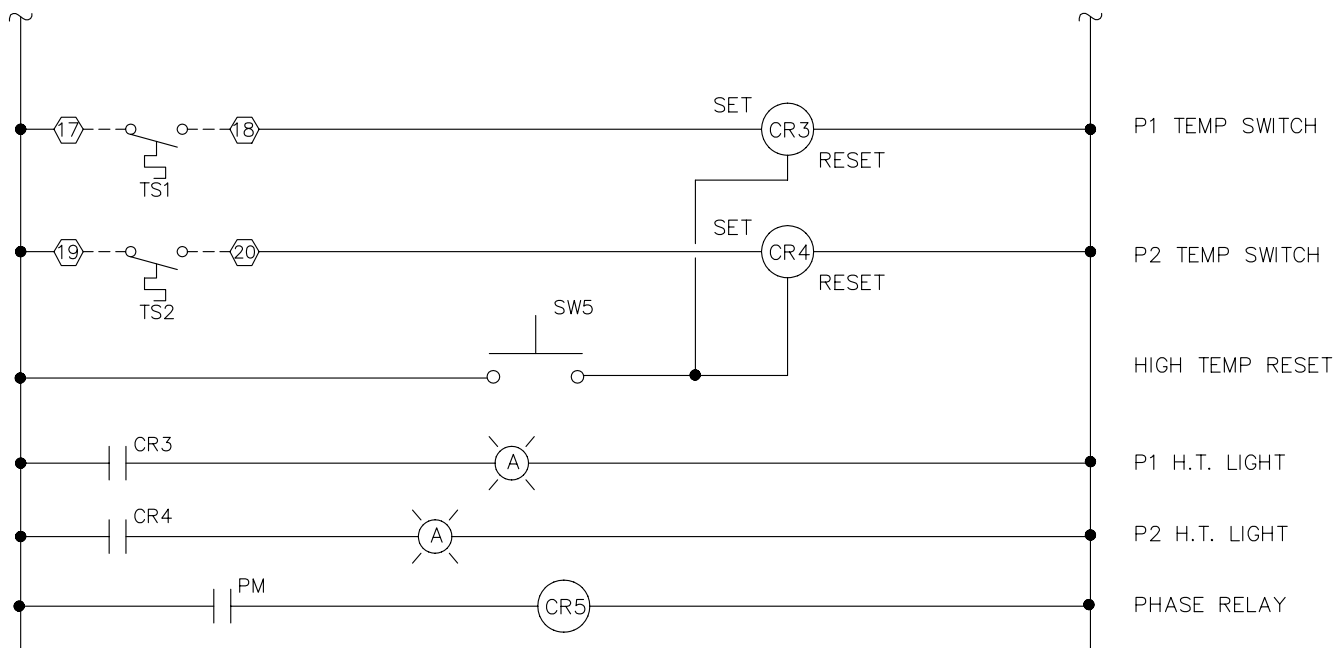 SET
17 18 CR3 P1 TEMP SWITCH
RESET
TS1
SET
19 20 CR4 P2 TEMP SWITCH
RESET
TS2
SW5
HIGH TEMP RESET
CR3
A P1 H.T. LIGHT
CR4
A P2 H.T. LIGHT
PM
CR5 PHASE RELAY